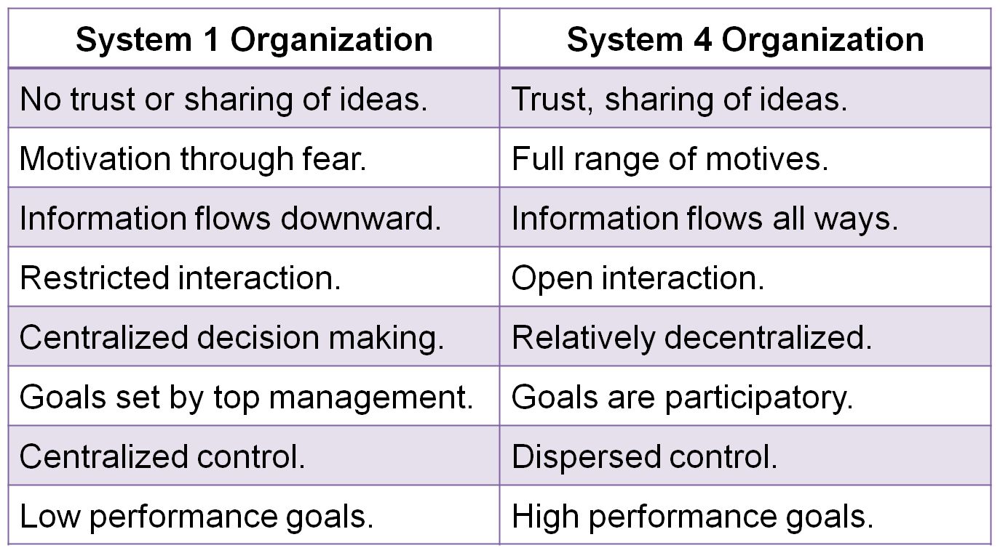 System 1 Organization
System 4 Organization
No trust or sharing of ideas.
Trust, sharing of ideas.
Motivation through fear.
Full range of motives.
Information flows downward.
Information flows all ways.
Restricted interaction.
Open interaction.
Centralized decision making.
Relatively decentralized.
Goals set by top management.
Goals are participatory.
Centralized control.
Dispersed control.
Low performance goals.
High performance goals.